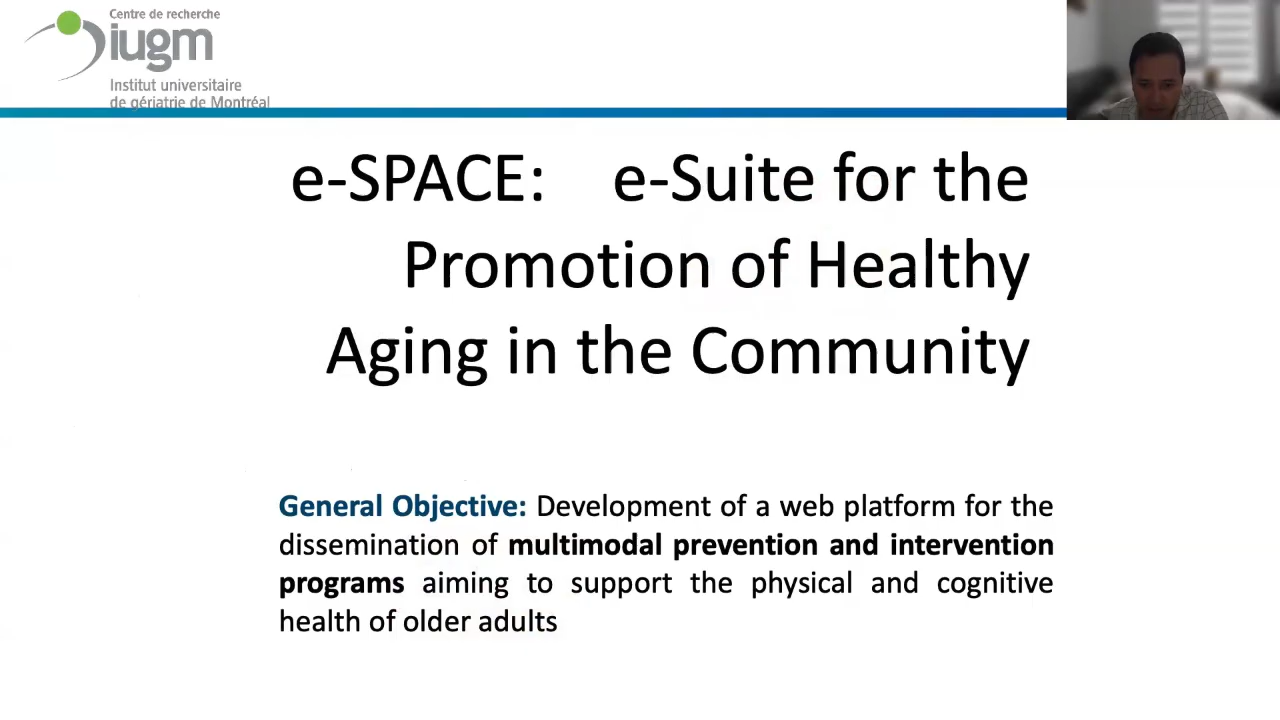 Centre de recherche
iugm
Institut universitaire
de gériatrie de Montréal
e-SPACE: e-Suite for the
Promotion of Healthy
Aging in the Community
General Objective: Development of a web platform for the
dissemination of multimodal prevention and intervention
programs aiming to support the physical and cognitive
health of older adults